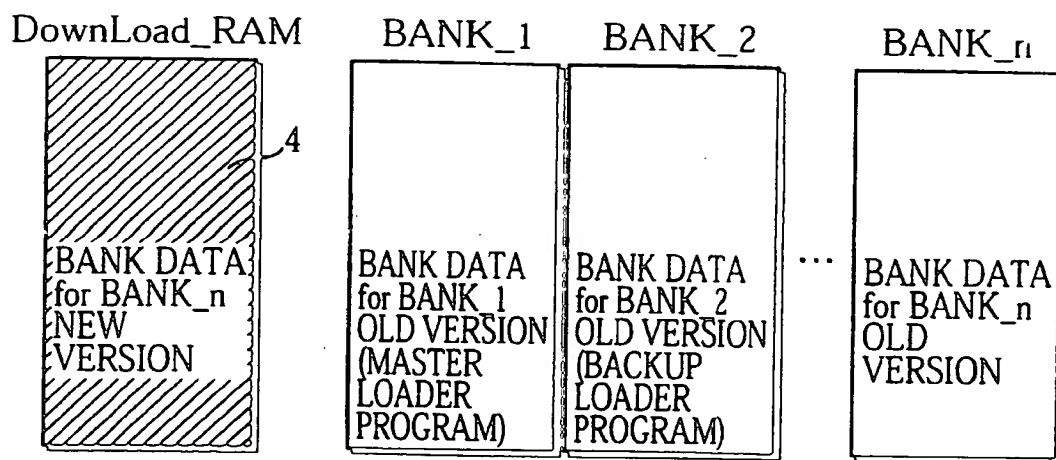 DownLoad_RAM
BANK_1
BANK_2
BANK_n
4
BANK DATA
for BANK_n
NEW
VERSION
BANK DATA
for BANK_1
OLD VERSION
(MASTER
LOADER
PROGRAM)
BANK DATA
for BANK_2
OLD VERSION
(BACKUP
LOADER
PROGRAM)
...
BANK DATA
for BANK_n
OLD
VERSION